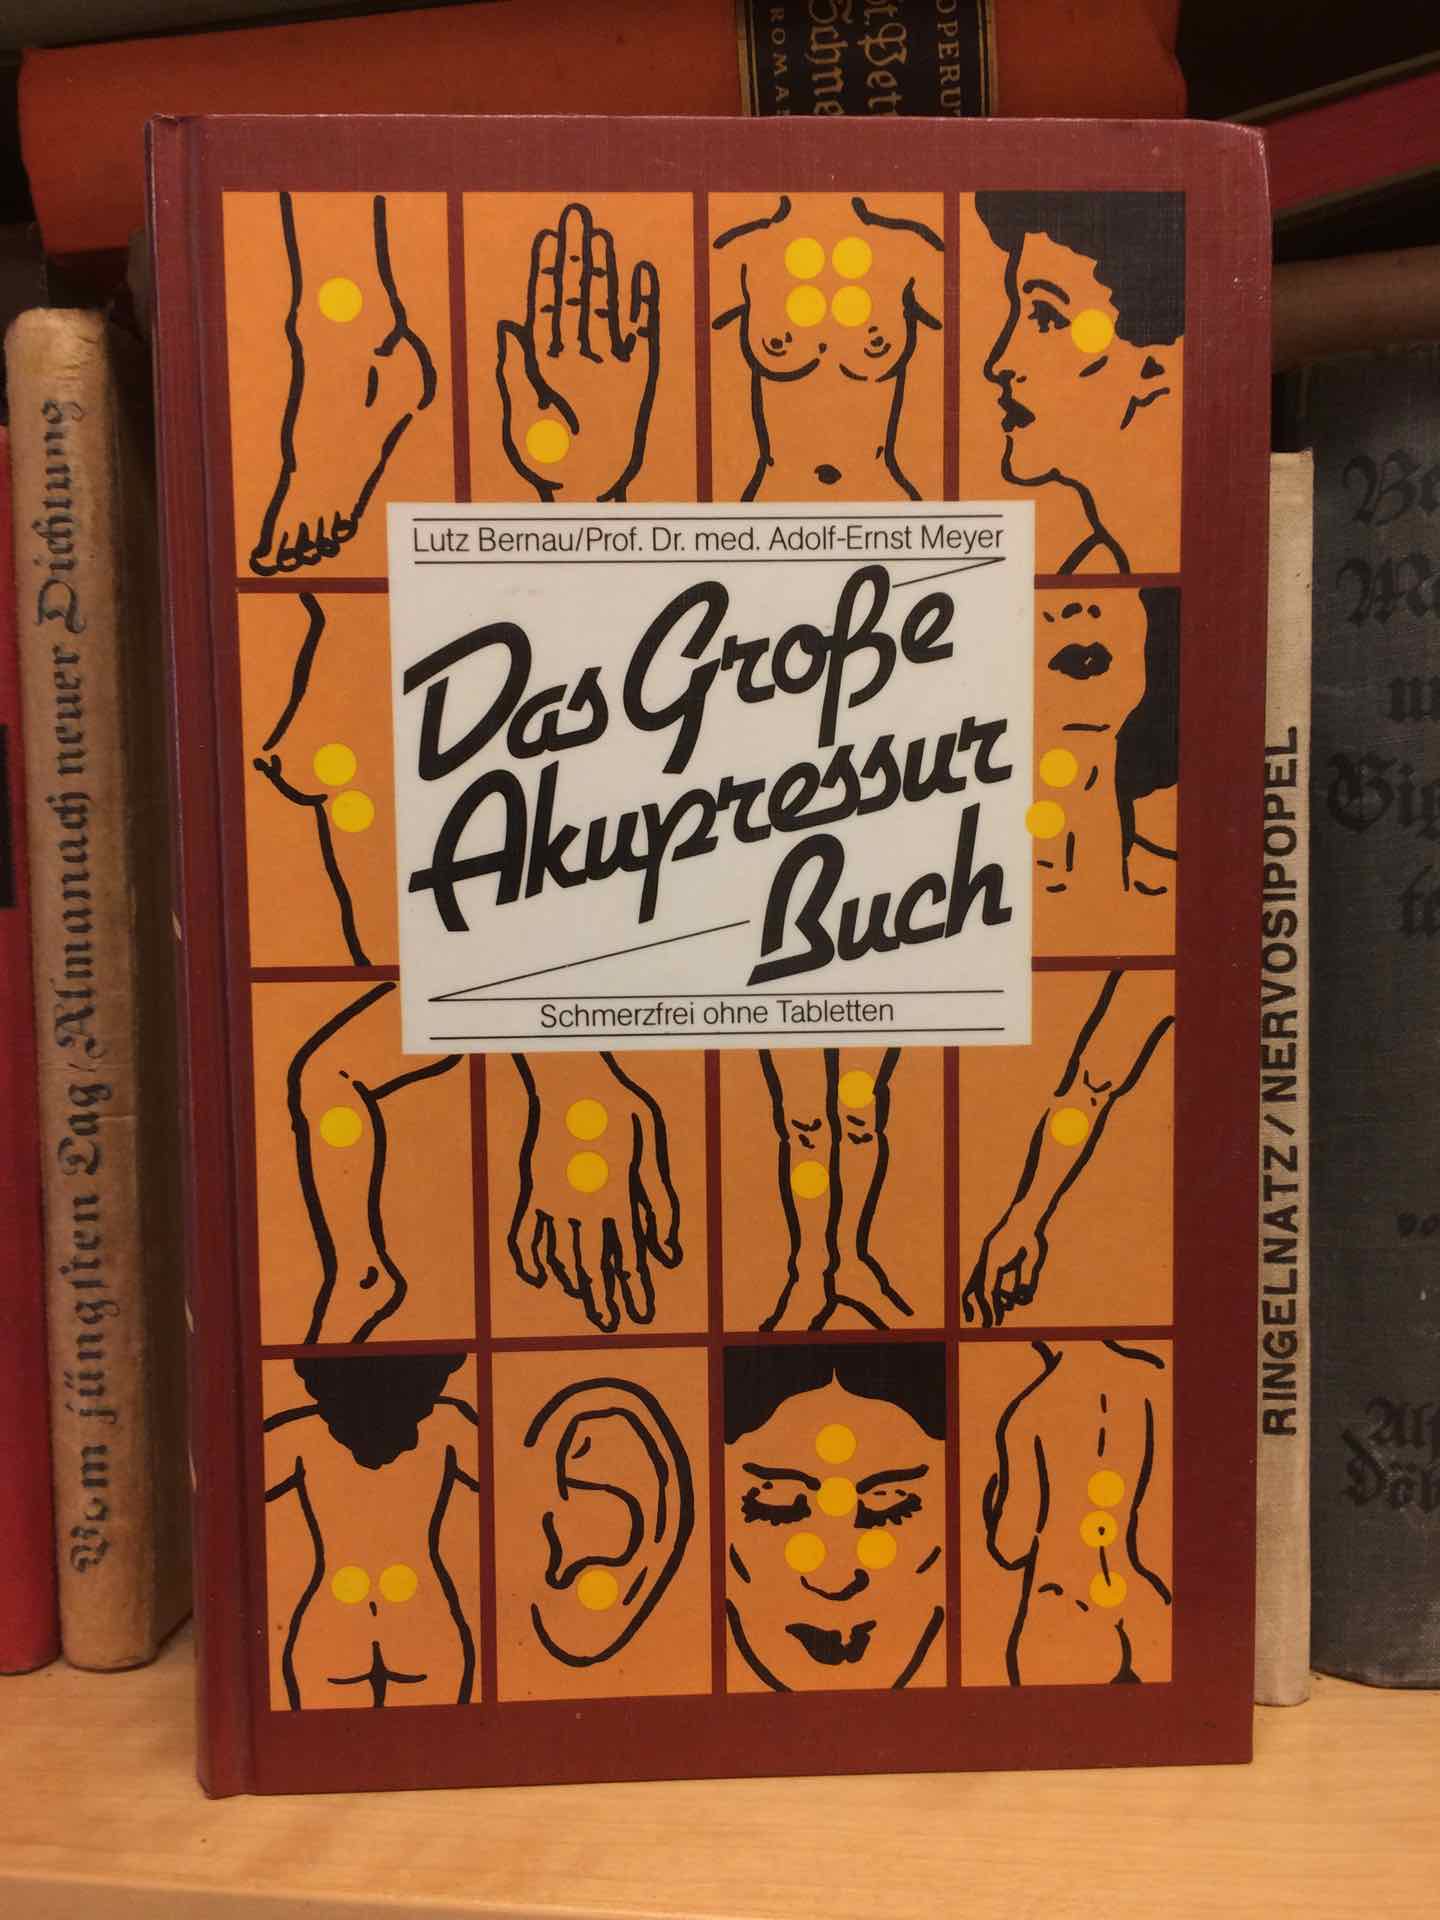 Lutz Bernau/Prof. Dr. med. Adolf-Ernst Meyer
Das Große
Akupressur
Buch
Schmerzfrei ohne Tabletten
Vom jüngsten Tag/Almanach neuer Dichtung
RINGELNATZ / NERVOSIPOPEL
ROMA